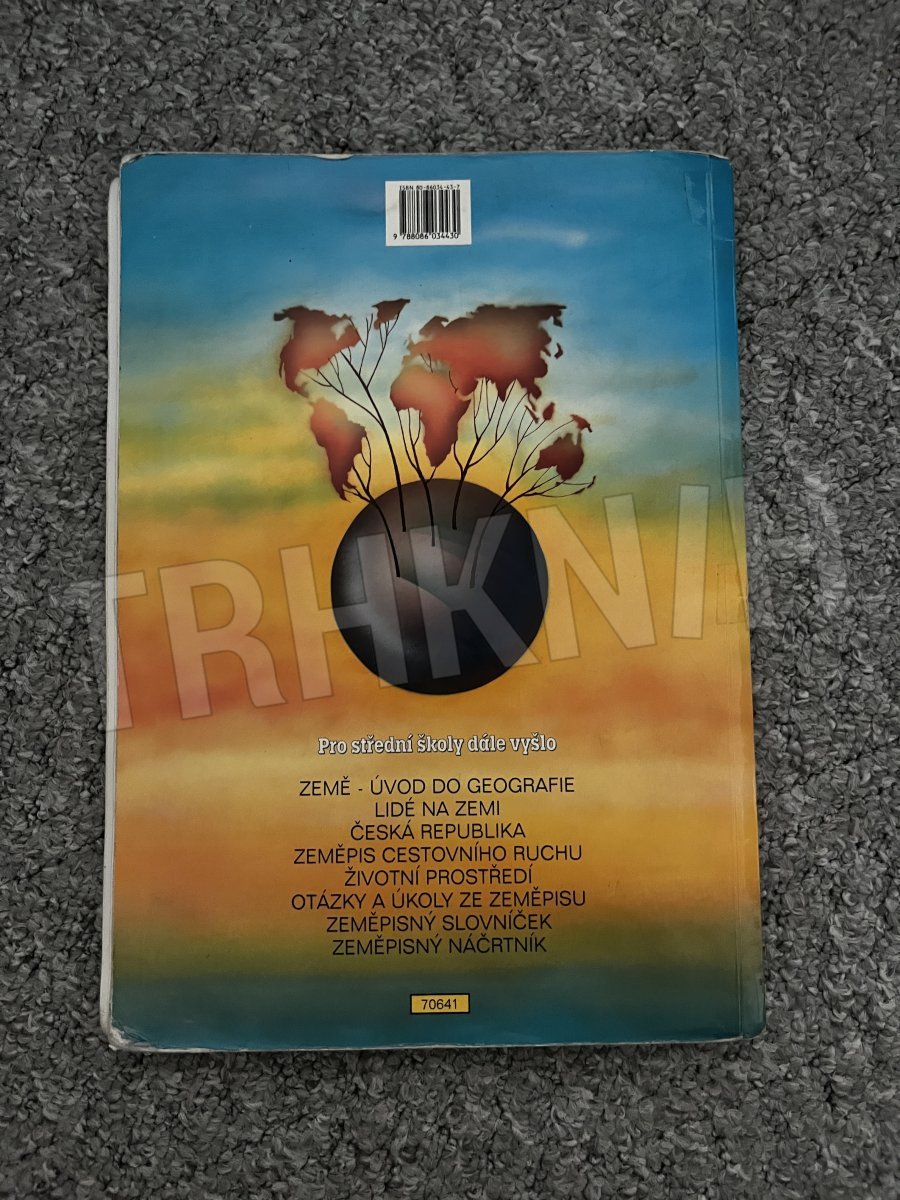 ISBN 80-86034-43-7
9 788086 034430
TRHKNI
Pro střední školy dále vyšlo
ZEMĚ - ÚVOD DO GEOGRAFIE
LIDÉ NA ZEMI
ČESKÁ REPUBLIKA
ZEMĚPIS CESTOVNÍHO RUCHU
ŽIVOTNÍ PROSTŘEDÍ
OTÁZKY A ÚKOLY ZE ZEMĚPISU
ZEMĚPISNÝ SLOVNÍČEK
ZEMĚPISNÝ NÁČRTNÍK
70641